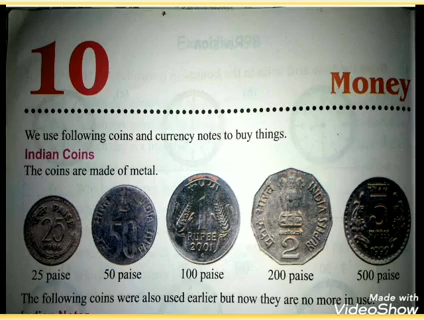 10
Money
We use following coins and currency notes to buy things.
Indian Coins
The coins are made of metal.
50
1
RUPEE
2001
2
5
25 paise
50 paise
100 paise
200 paise
500 paise
The following coins were also used earlier but now they are no more in use.
Made with
VideoShow